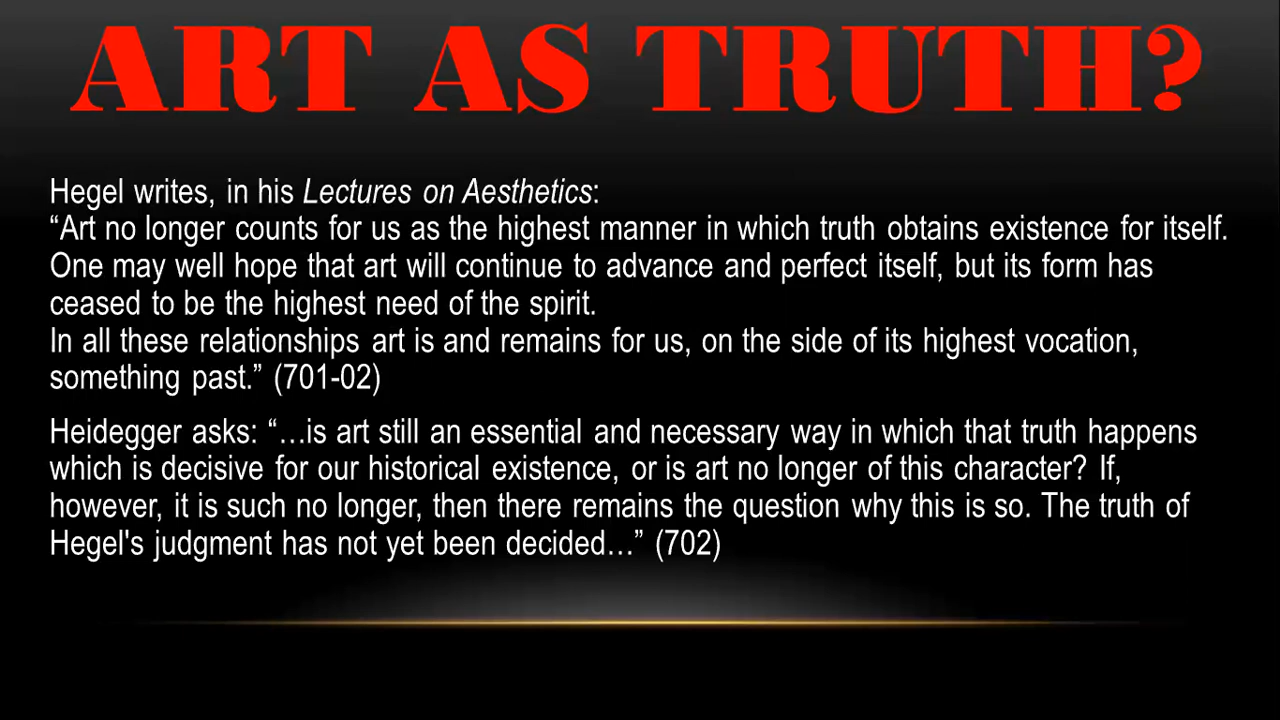 ART AS TRUTH?
Hegel writes, in his Lectures on Aesthetics:
“Art no longer counts for us as the highest manner in which truth obtains existence for itself.
One may well hope that art will continue to advance and perfect itself, but its form has
ceased to be the highest need of the spirit.
In all these relationships art is and remains for us, on the side of its highest vocation,
something past.” (701-02)
Heidegger asks: “…is art still an essential and necessary way in which that truth happens
which is decisive for our historical existence, or is art no longer of this character? If,
however, it is such no longer, then there remains the question why this is so. The truth of
Hegel's judgment has not yet been decided…” (702)